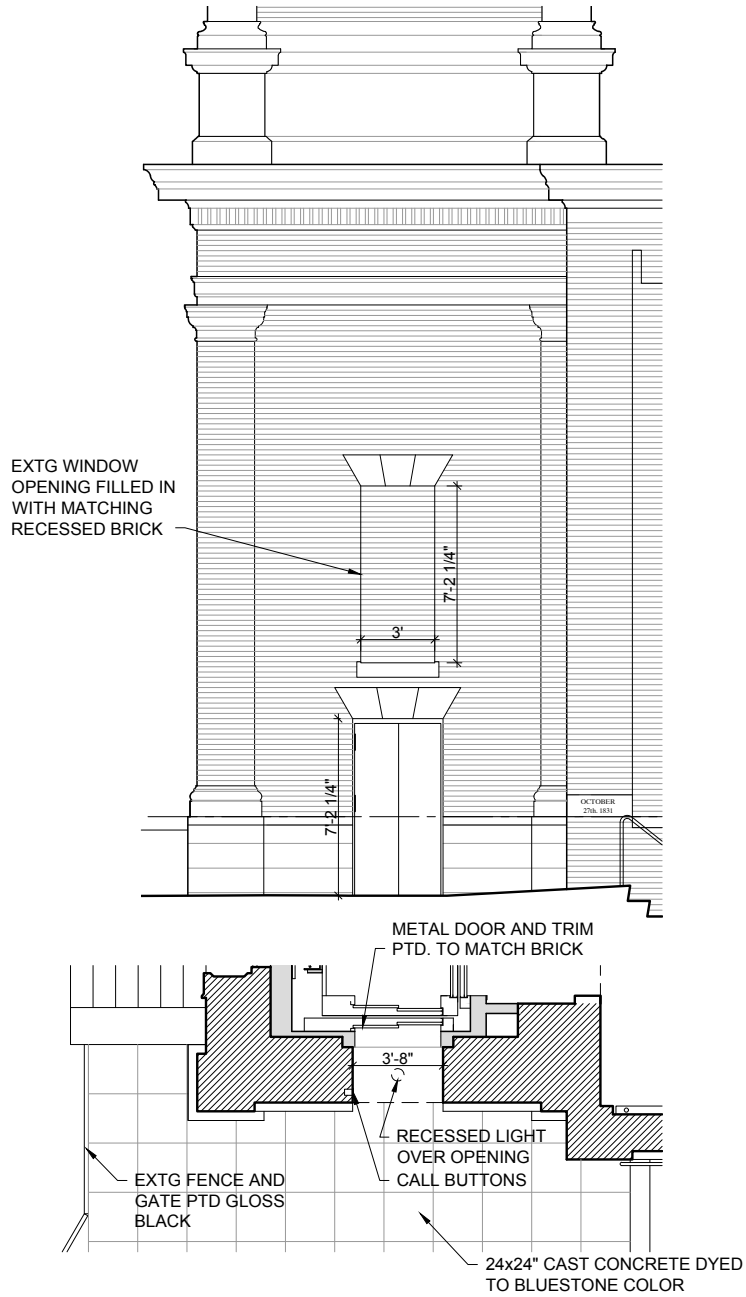 EXTG WINDOW
OPENING FILLED IN
WITH MATCHING
RECESSED BRICK
7'-2 1/4"
3'
7'-2 1/4"
OCTOBER
27th. 1831
METAL DOOR AND TRIM
PTD. TO MATCH BRICK
3'-8"
RECESSED LIGHT
OVER OPENING
CALL BUTTONS
EXTG FENCE AND
GATE PTD GLOSS
BLACK
24x24" CAST CONCRETE DYED
TO BLUESTONE COLOR